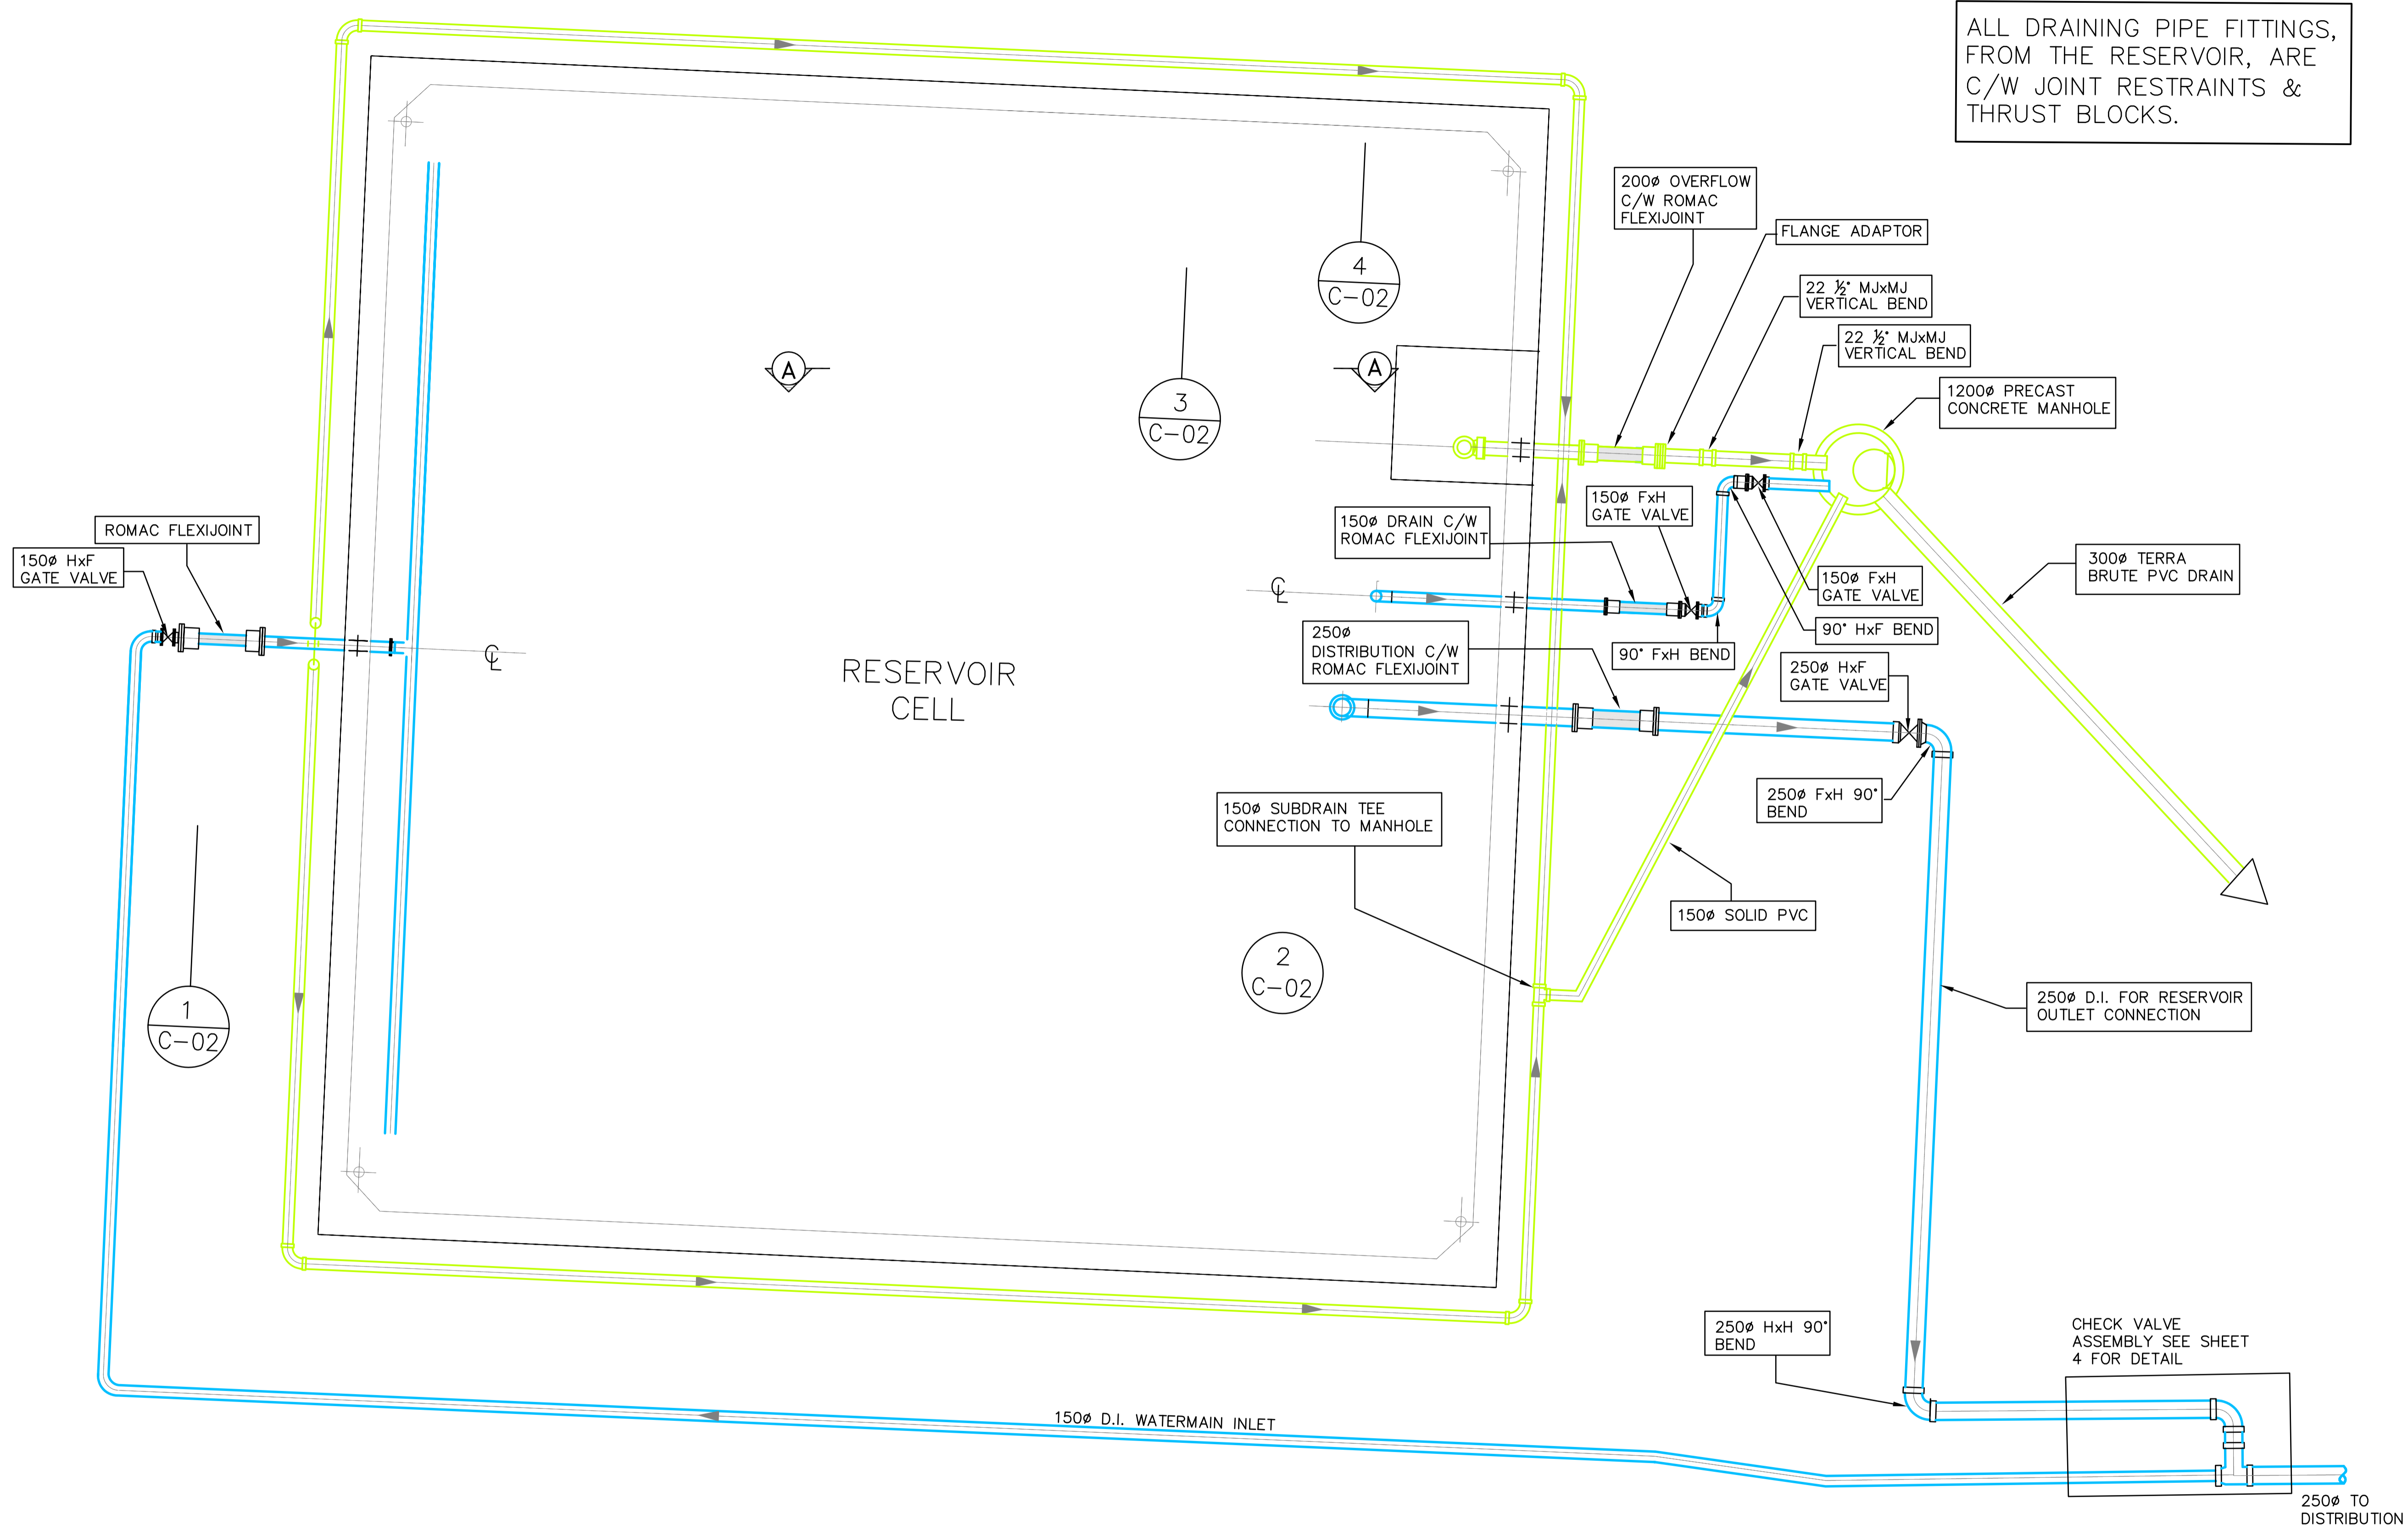 ALL DRAINING PIPE FITTINGS,
FROM THE RESERVOIR, ARE
C/W JOINT RESTRAINTS &
THRUST BLOCKS.
200ø OVERFLOW
C/W ROMAC
FLEXIJOINT
FLANGE ADAPTOR
22 ½° MJxMJ
VERTICAL BEND
22 ½° MJxMJ
VERTICAL BEND
1200ø PRECAST
CONCRETE MANHOLE
4
C-02
A
A
3
C-02
150ø FxH
GATE VALVE
150ø DRAIN C/W
ROMAC FLEXIJOINT
ROMAC FLEXIJOINT
150ø HxF
GATE VALVE
300ø TERRA
BRUTE PVC DRAIN
150ø FxH
GATE VALVE
℄
90° HxF BEND
250ø
DISTRIBUTION C/W
ROMAC FLEXIJOINT
90° FxH BEND
℄
RESERVOIR
CELL
250ø HxF
GATE VALVE
250ø FxH 90°
BEND
150ø SUBDRAIN TEE
CONNECTION TO MANHOLE
150ø SOLID PVC
2
C-02
1
C-02
250ø D.I. FOR RESERVOIR
OUTLET CONNECTION
250ø HxH 90°
BEND
CHECK VALVE
ASSEMBLY SEE SHEET
4 FOR DETAIL
150ø D.I. WATERMAIN INLET
250ø TO
DISTRIBUTION